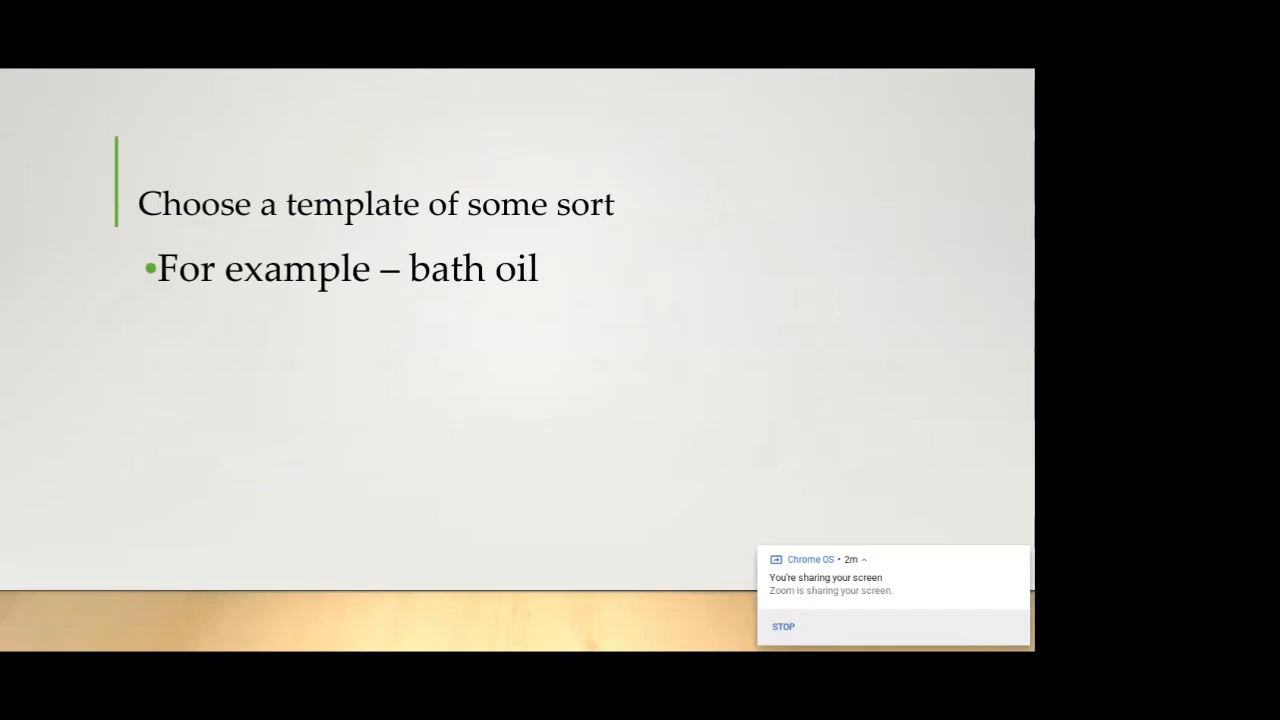 Choose a template of some sort
•For example – bath oil
Chrome OS • 2m
You're sharing your screen
Zoom is sharing your screen.
STOP